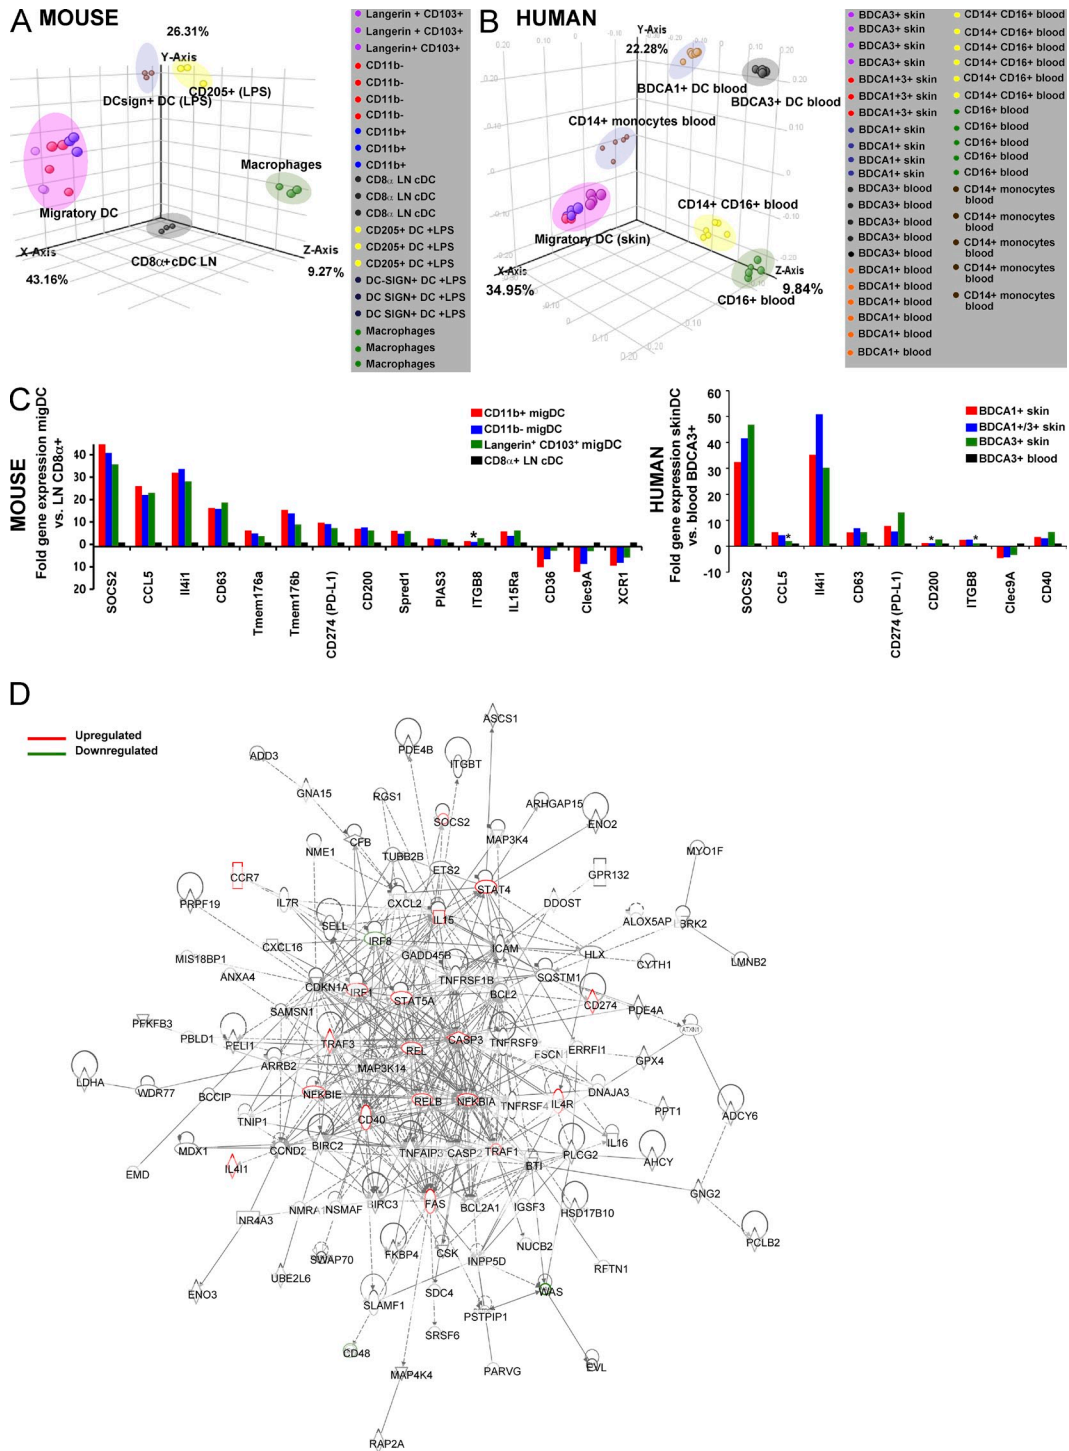 A MOUSE
26.31%
Y-Axis
CD205+ (LPS)
DCsign+ DC (LPS)
Macrophages
Migratory DC
X-Axis
43.16%
CD8α+cDC LN
Z-Axis
9.27%
Langerin + CD103+
Langerin + CD103+
Langerin+ CD103+
CD11b-
CD11b-
CD11b-
CD11b-
CD11b+
CD11b+
CD11b+
CD8α LN cDC
CD8α LN cDC
CD8α LN cDC
CD205+ DC +LPS
CD205+ DC +LPS
CD205+ DC +LPS
DC-SIGN+ DC +LPS
DC SIGN+ DC +LPS
DC SIGN+ DC +LPS
Macrophages
Macrophages
Macrophages
B HUMAN
Y-Axis
22.28%
BDCA1+ DC blood
BDCA3+ DC blood
CD14+ monocytes blood
CD14+ CD16+ blood
Migratory DC (skin)
X-Axis
34.95%
Z-Axis
9.84%
CD16+ blood
BDCA3+ skin
BDCA3+ skin
BDCA3+ skin
BDCA3+ skin
BDCA1+3+ skin
BDCA1+3+ skin
BDCA1+3+ skin
BDCA1+ skin
BDCA1+ skin
BDCA1+ skin
BDCA1+ skin
BDCA3+ blood
BDCA3+ blood
BDCA3+ blood
BDCA3+ blood
BDCA3+ blood
BDCA1+ blood
BDCA1+ blood
BDCA1+ blood
BDCA1+ blood
BDCA1+ blood
BDCA1+ blood
CD14+ CD16+ blood
CD14+ CD16+ blood
CD14+ CD16+ blood
CD14+ CD16+ blood
CD14+ CD16+ blood
CD14+ CD16+ blood
CD16+ blood
CD16+ blood
CD16+ blood
CD16+ blood
CD16+ blood
CD14+ monocytes
blood
CD14+ monocytes
blood
CD14+ monocytes
blood
CD14+ monocytes
blood
CD14+ monocytes
blood
C
MOUSE
Fold gene expression migDC
vs. LN CD8α+
40
30
20
10
0
10
20
CD11b+ migDC
CD11b- migDC
Langerin+ CD103+ migDC
CD8α+ LN cDC
*
SOCS2
CCL5
Il4i1
CD63
Tmem176a
Tmem176b
CD274 (PD-L1)
CD200
Spred1
PIAS3
ITGB8
IL15Ra
CD36
Clec9A
XCR1
HUMAN
Fold gene expression skinDC
vs. blood BDCA3+
60
50
40
30
20
10
0
-10
BDCA1+ skin
BDCA1+/3+ skin
BDCA3+ skin
BDCA3+ blood
* * *
SOCS2
CCL5
Il4i1
CD63
CD274 (PD-L1)
CD200
ITGB8
Clec9A
CD40
D
Upregulated
Downregulated
ASCS1
PDE4B
ADD3
ITGBT
GNA15
RGS1
ARHGAP15
SOCS2
ENO2
MAP3K4
CFB
NME1
TUBB2B
MYO1F
ETS2
GPR132
CCR7
STAT4
PRPF19
IL7R
CXCL2
DDOST
IL15
SELL
ALOX5AP
IRF8
CXCL16
ICAM
GADD45B
HLX
MIS18BP1
CYTH1
LMNB2
ANXA4
TNFRSF1B
SQSTM1
CDKN1A
IRF1
BCL2
STAT5A
CD274
SAMSN1
PDE4A
PFKFB3
ATXN1
PBLD1
PELI1
TRAF3
CASP3
TNFRSF9
REL
ERRFI1
GPX4
ARRB2
MAP3K14
LDHA
WDR77
DNAJA3
BCCIP
NFKBIE
RELB
NFKBIA
TNFRSF4
IL4R
PPT1
ADCY6
TNIP1
CD40
IL16
MDX1
CCND2
BIRC2
TNFAIP3
CASP2
TRAF1
PLCG2
AHCY
EMD
IL4I1
BTI
GNG2
NMRA1
NSMAF
BIRC3
FAS
BCL2A1
IGSF3
HSD17B10
NR4A3
PCLB2
NUCB2
SWAP70
FKBP4
CSK
INPP5D
RFTN1
UBE2L6
ENO3
SLAMF1
SDC4
WAS
PSTPIP1
SRSF6
CD48
MAP4K4
PARVG
EVL
RAP2A